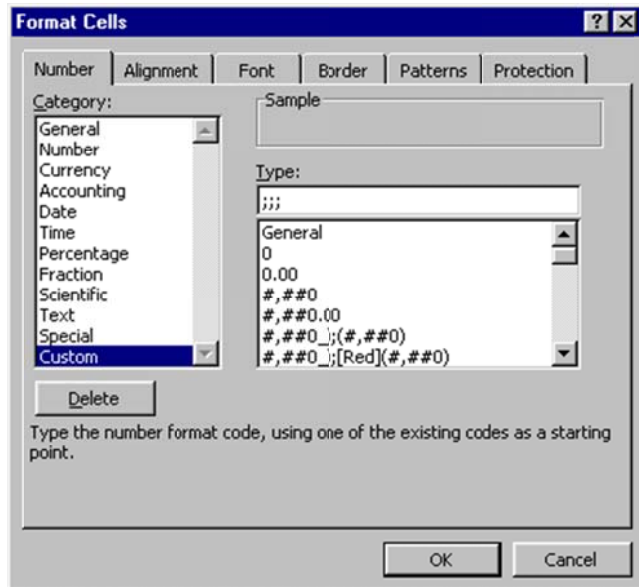 Format Cells
Number Alignment Font Border Patterns Protection
Category:
General
Number
Currency
Accounting
Date
Time
Percentage
Fraction
Scientific
Text
Special
Custom
Sample
Type:
;;;
General
0
0.00
#,##0
#,##0.00
#,##0_);(#,##0)
#,##0_);[Red](#,##0)
Delete
Type the number format code, using one of the existing codes as a starting
point.
OK Cancel